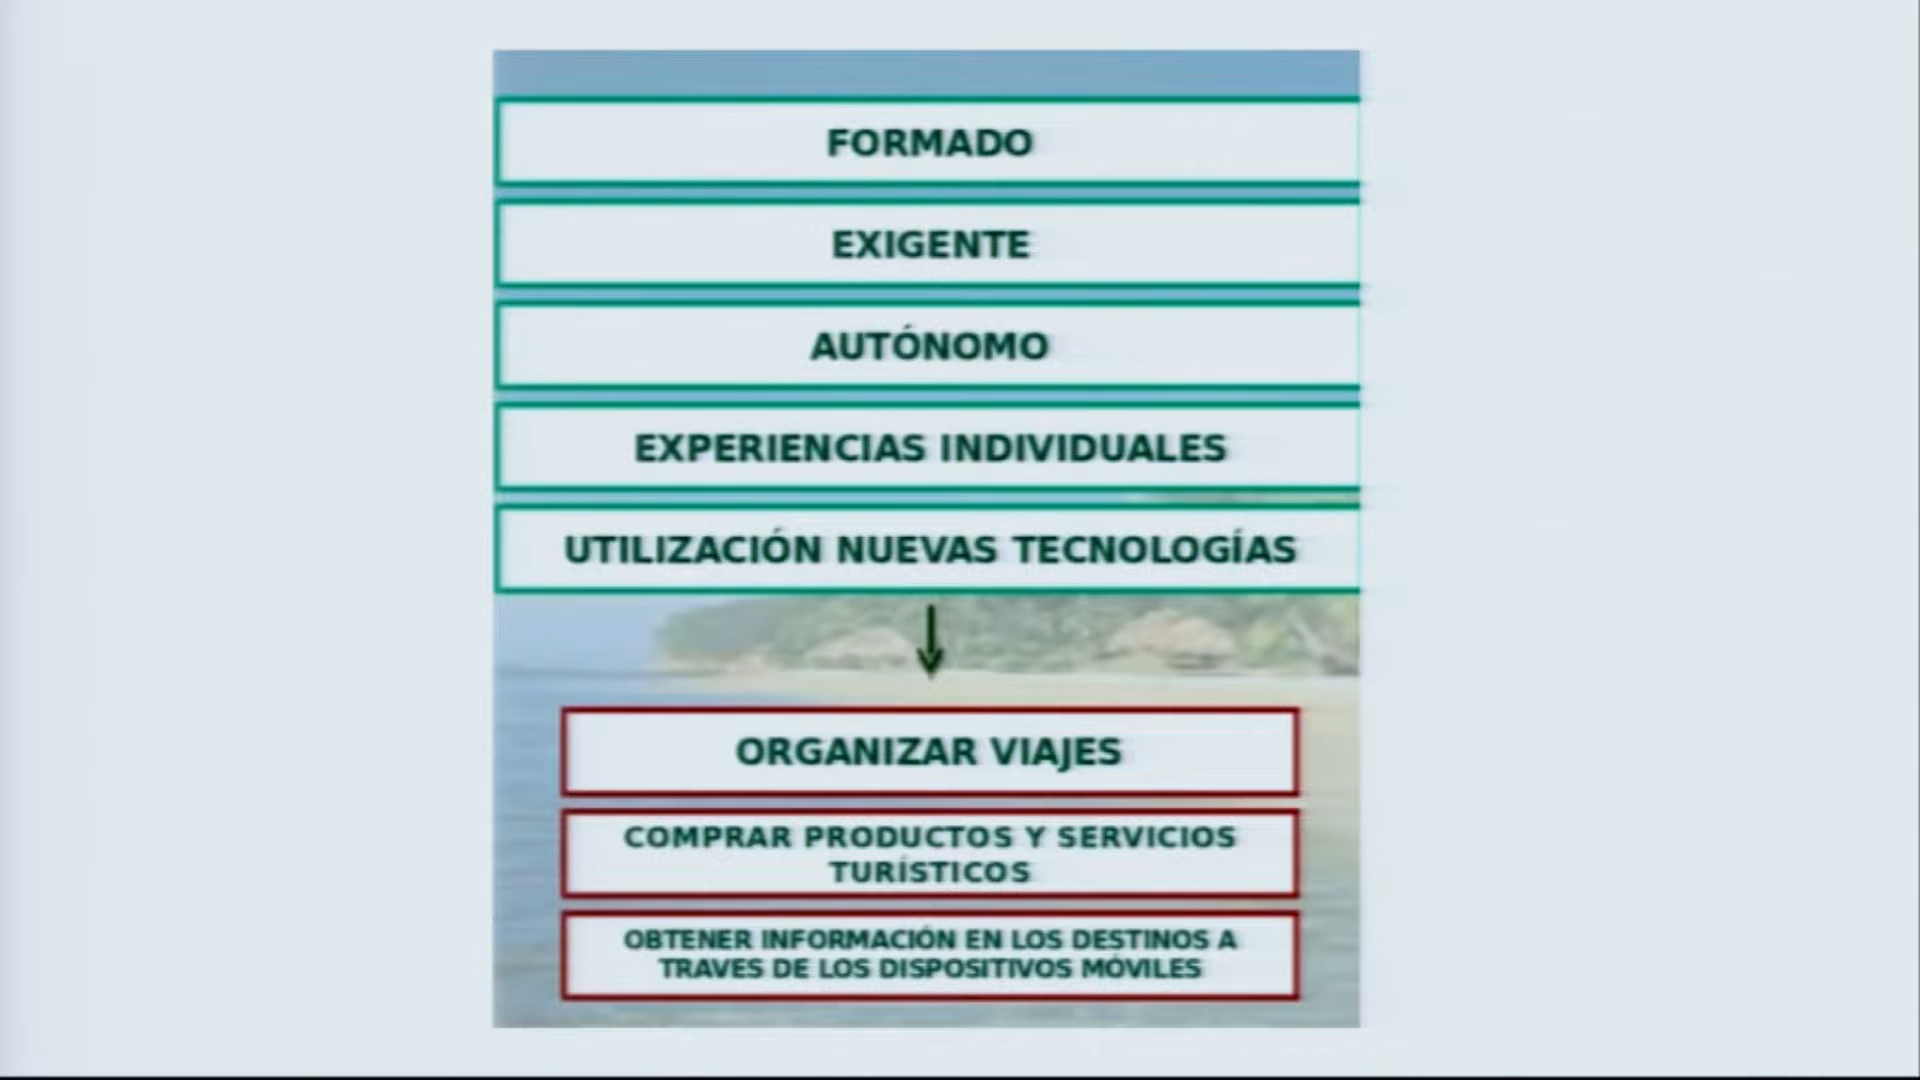 FORMADO
EXIGENTE
AUTÓNOMO
EXPERIENCIAS INDIVIDUALES
UTILIZACIÓN NUEVAS TECNOLOGÍAS
ORGANIZAR VIAJES
COMPRAR PRODUCTOS Y SERVICIOS
TURÍSTICOS
OBTENER INFORMACIÓN EN LOS DESTINOS A
TRAVES DE LOS DISPOSITIVOS MÓVILES